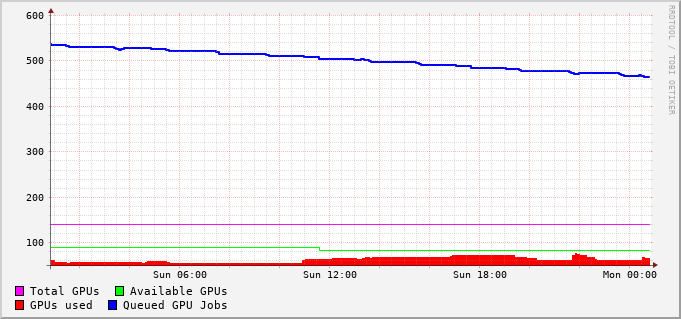 600
500
400
300
200
100
Sun 06:00 Sun 12:00 Sun 18:00 Mon 00:00
Total GPUs Available GPUs
GPUs used Queued GPU Jobs
RRDTOOL / TOBI OETIKER